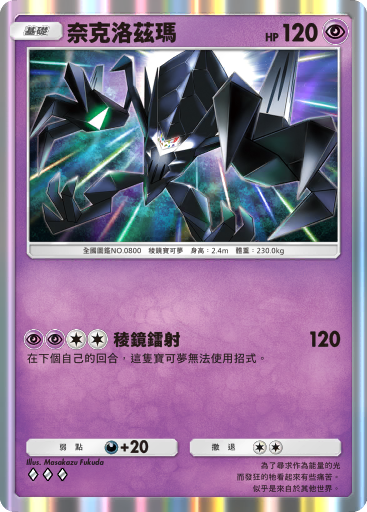 基礎 奈克洛茲瑪 HP 120
全國圖鑑NO.0800 稜鏡寶可夢 身高：2.4m 體重：230.0kg
稜鏡鐳射 120
在下個自己的回合，這隻寶可夢無法使用招式。
弱點 +20 撤退
Illus. Masakazu Fukuda
為了尋求作為能量的光
而發狂的牠看起來有些痛苦。
似乎是來自於其他世界。